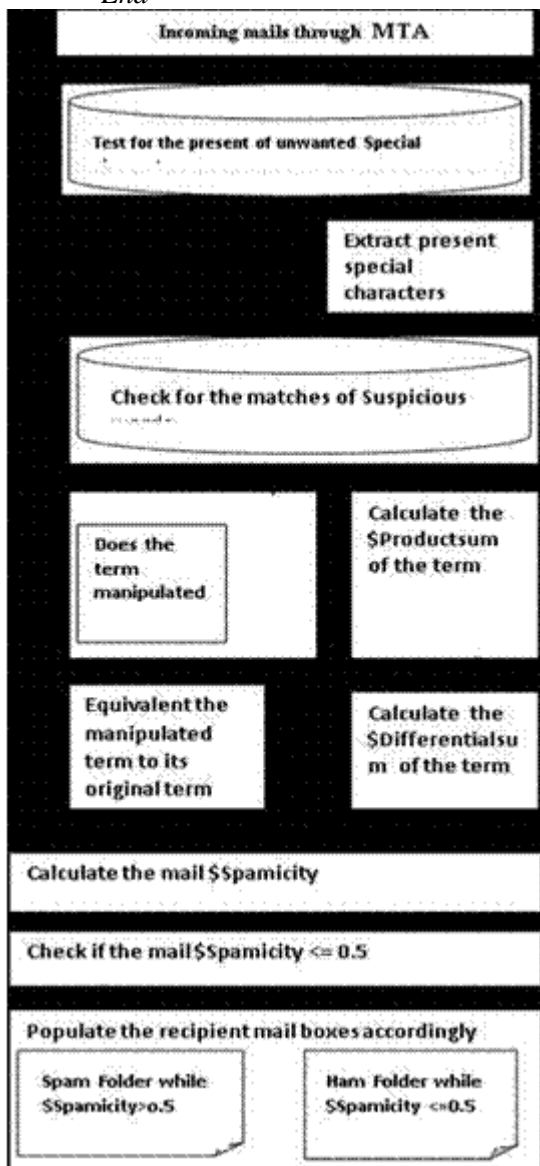 End
Incoming mails through MTA
Test for the present of unwanted Special
Extract present
special
characters
Check for the matches of Suspicious
Does the
term
manipulated
Calculate the
$Productsum
of the term
Equivalent the
manipulated
term to its
original term
Calculate the
$Differentialsu
m of the term
Calculate the mail $Spamicity
Check if the mail $Spamicity <= 0.5
Populate the recipient mail boxes accordingly
Spam Folder while
$Spamicity>o.5
Ham Folder while
$Spamicity <=0.5